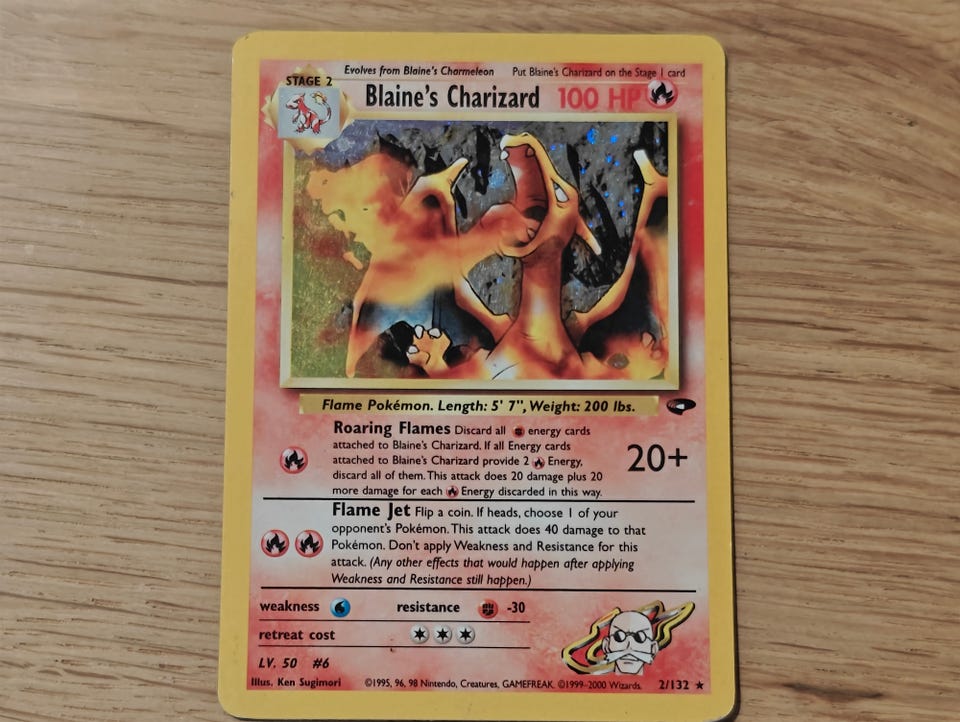 Evolves from Blaine's Charmeleon Put Blaine's Charizard on the Stage 1 card
STAGE 2
Blaine's Charizard 100 HP
Flame Pokémon. Length: 5' 7", Weight: 200 lbs.
Roaring Flames Discard all energy cards
attached to Blaine's Charizard. If all Energy cards
attached to Blaine's Charizard provide 2 Energy,
discard all of them. This attack does 20 damage plus 20
more damage for each Energy discarded in this way.
20+
Flame Jet Flip a coin. If heads, choose 1 of your
opponent's Pokémon. This attack does 40 damage to that
Pokémon. Don't apply Weakness and Resistance for this
attack. (Any other effects that would happen after applying
Weakness and Resistance still happen.)
weakness resistance -30
retreat cost
LV. 50 #6
Illus. Ken Sugimori ©1995, 96, 98 Nintendo, Creatures, GAMEFREAK. ©1999-2000 Wizards. 2/132 ★